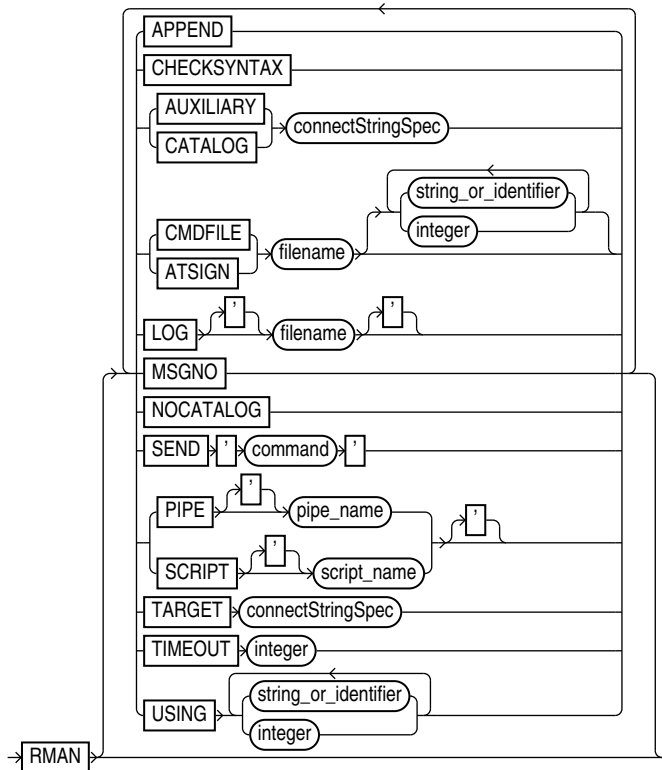 APPEND
CHECKSYNTAX
AUXILIARY
CATALOG
connectStringSpec
CMDFILE
ATSIGN
filename
string_or_identifier
integer
LOG ' filename '
MSGNO
NOCATALOG
SEND ' command '
PIPE ' pipe_name
SCRIPT ' script_name
'
TARGET connectStringSpec
TIMEOUT integer
USING
string_or_identifier
integer
RMAN